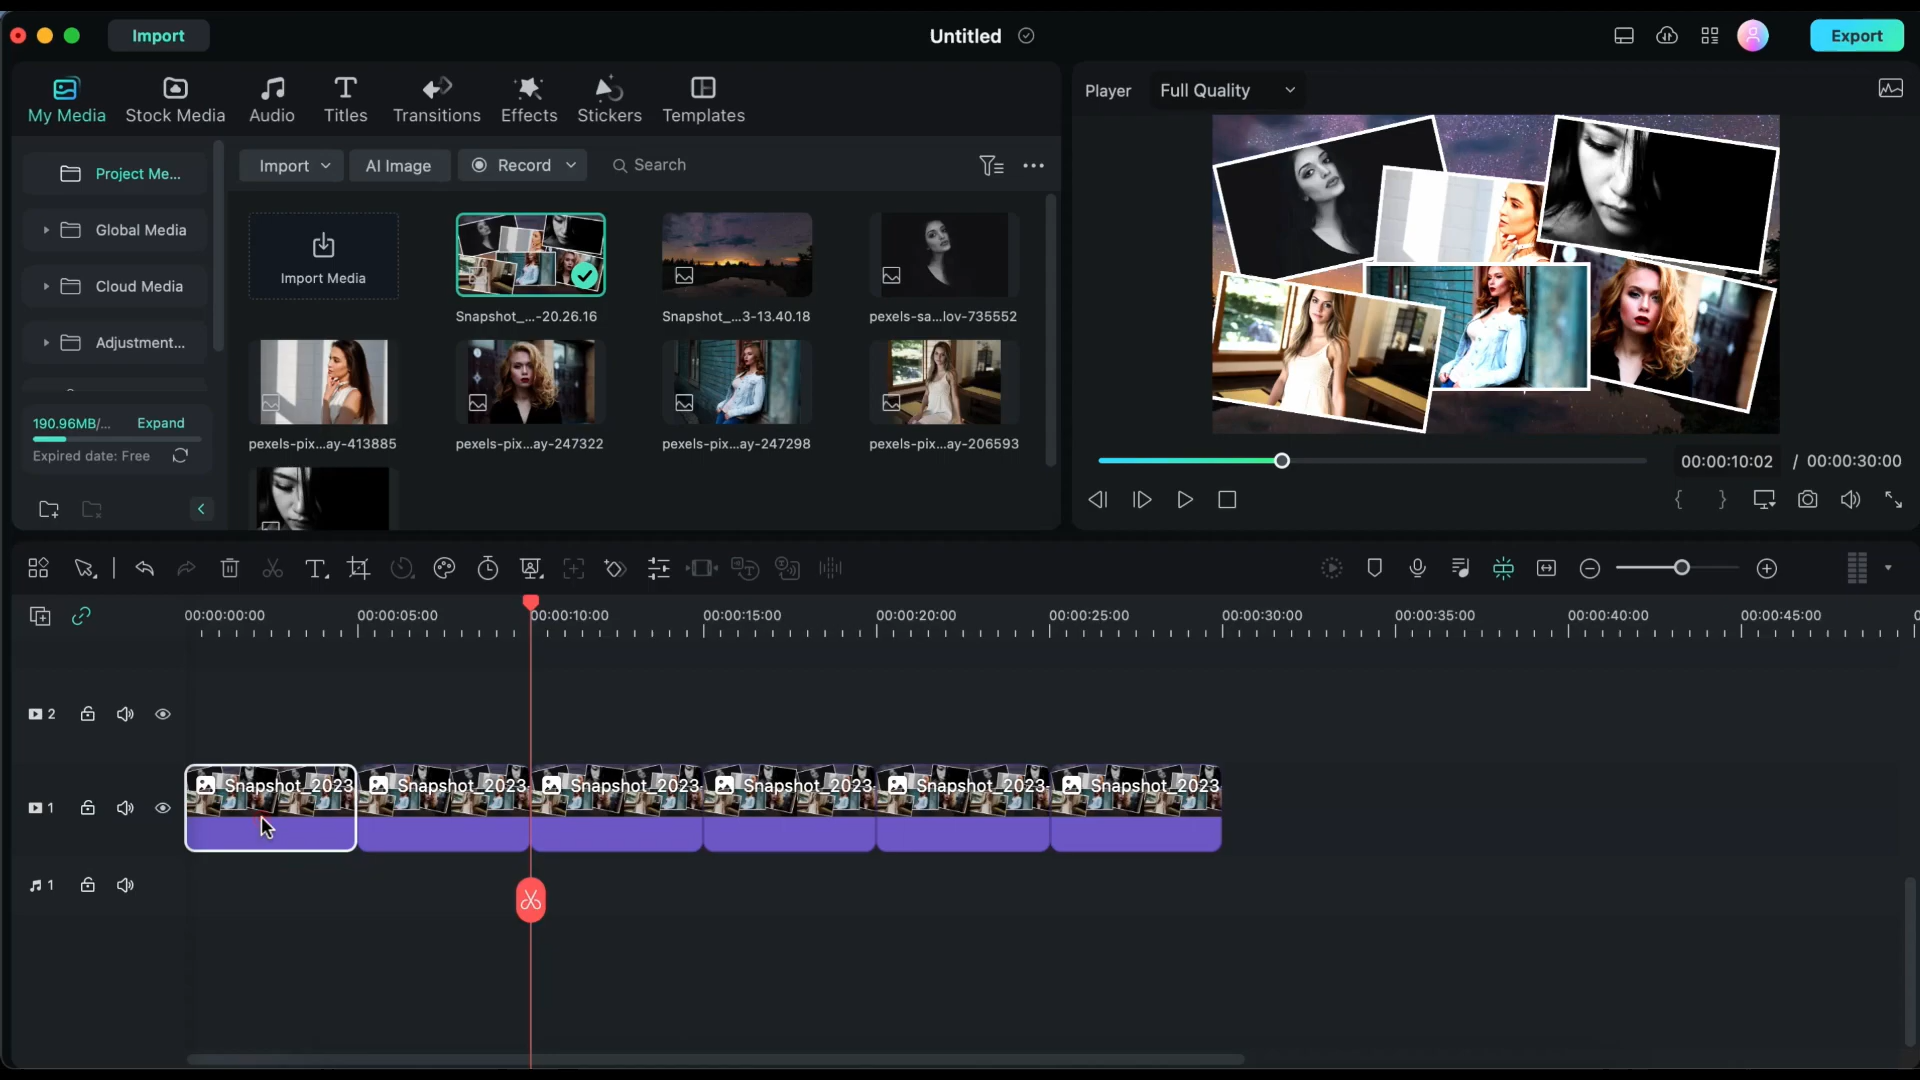 Import
Untitled
Export
My Media
Stock Media
Audio
Titles
Transitions
Effects
Stickers
Templates
Player
Full Quality
Project Me...
Global Media
Cloud Media
Adjustment...
190.96MB/...
Expand
Expired date: Free
Import
AI Image
Record
Search
Import Media
Snapshot_...-20.26.16
Snapshot_...3-13.40.18
pexels-sa...lov-735552
pexels-pix...ay-413885
pexels-pix...ay-247322
pexels-pix...ay-247298
pexels-pix...ay-206593
00:00:10:02 / 00:00:30:00
00:00:00:00
00:00:05:00
00:00:10:00
00:00:15:00
00:00:20:00
00:00:25:00
00:00:30:00
00:00:35:00
00:00:40:00
00:00:45:00
0
2
1
Snapshot_2023
Snapshot_2023-
Snapshot_2023-
Snapshot_2023-
Snapshot_2023-
Snapshot_2023
1